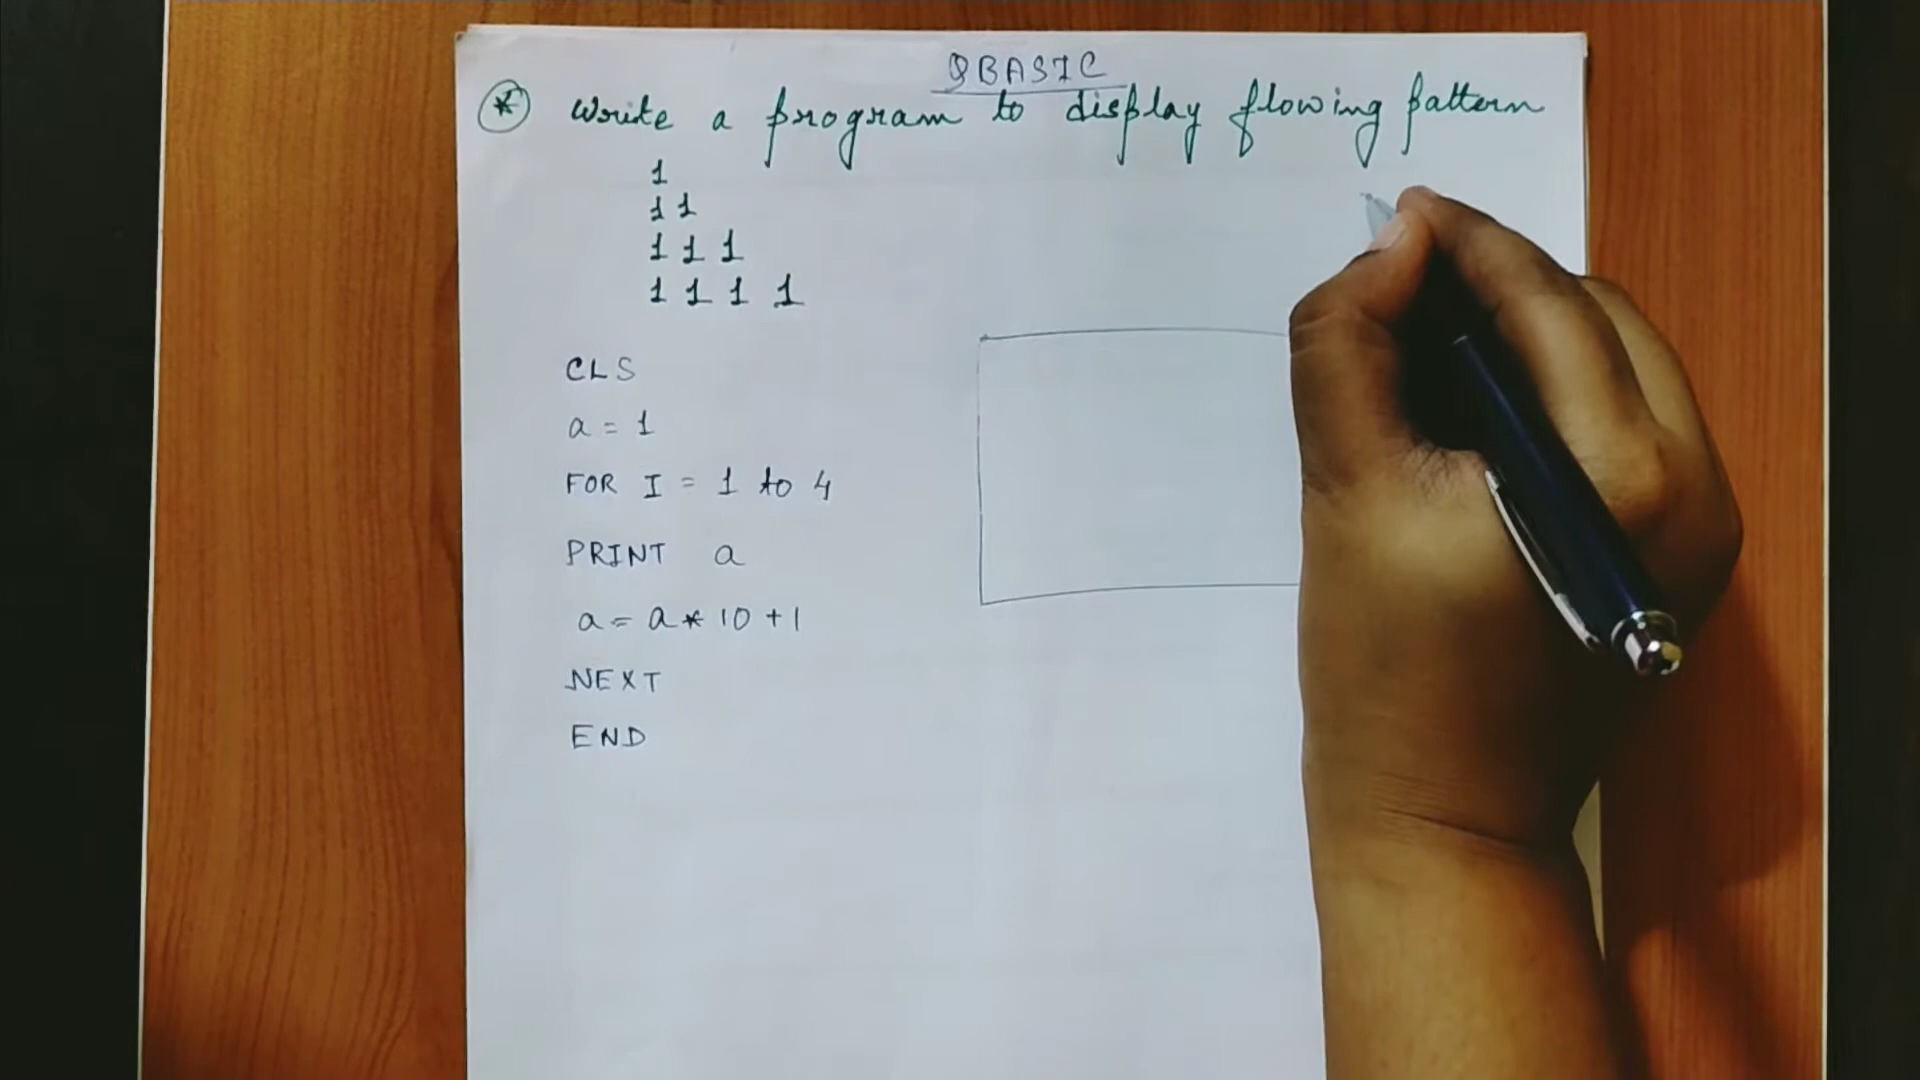 QBASIC
* Write a program to display flowing pattern
1
1 1
1 1 1
1 1 1 1
CLS
a = 1
FOR I = 1 to 4
PRINT a
a = a * 10 + 1
NEXT
END